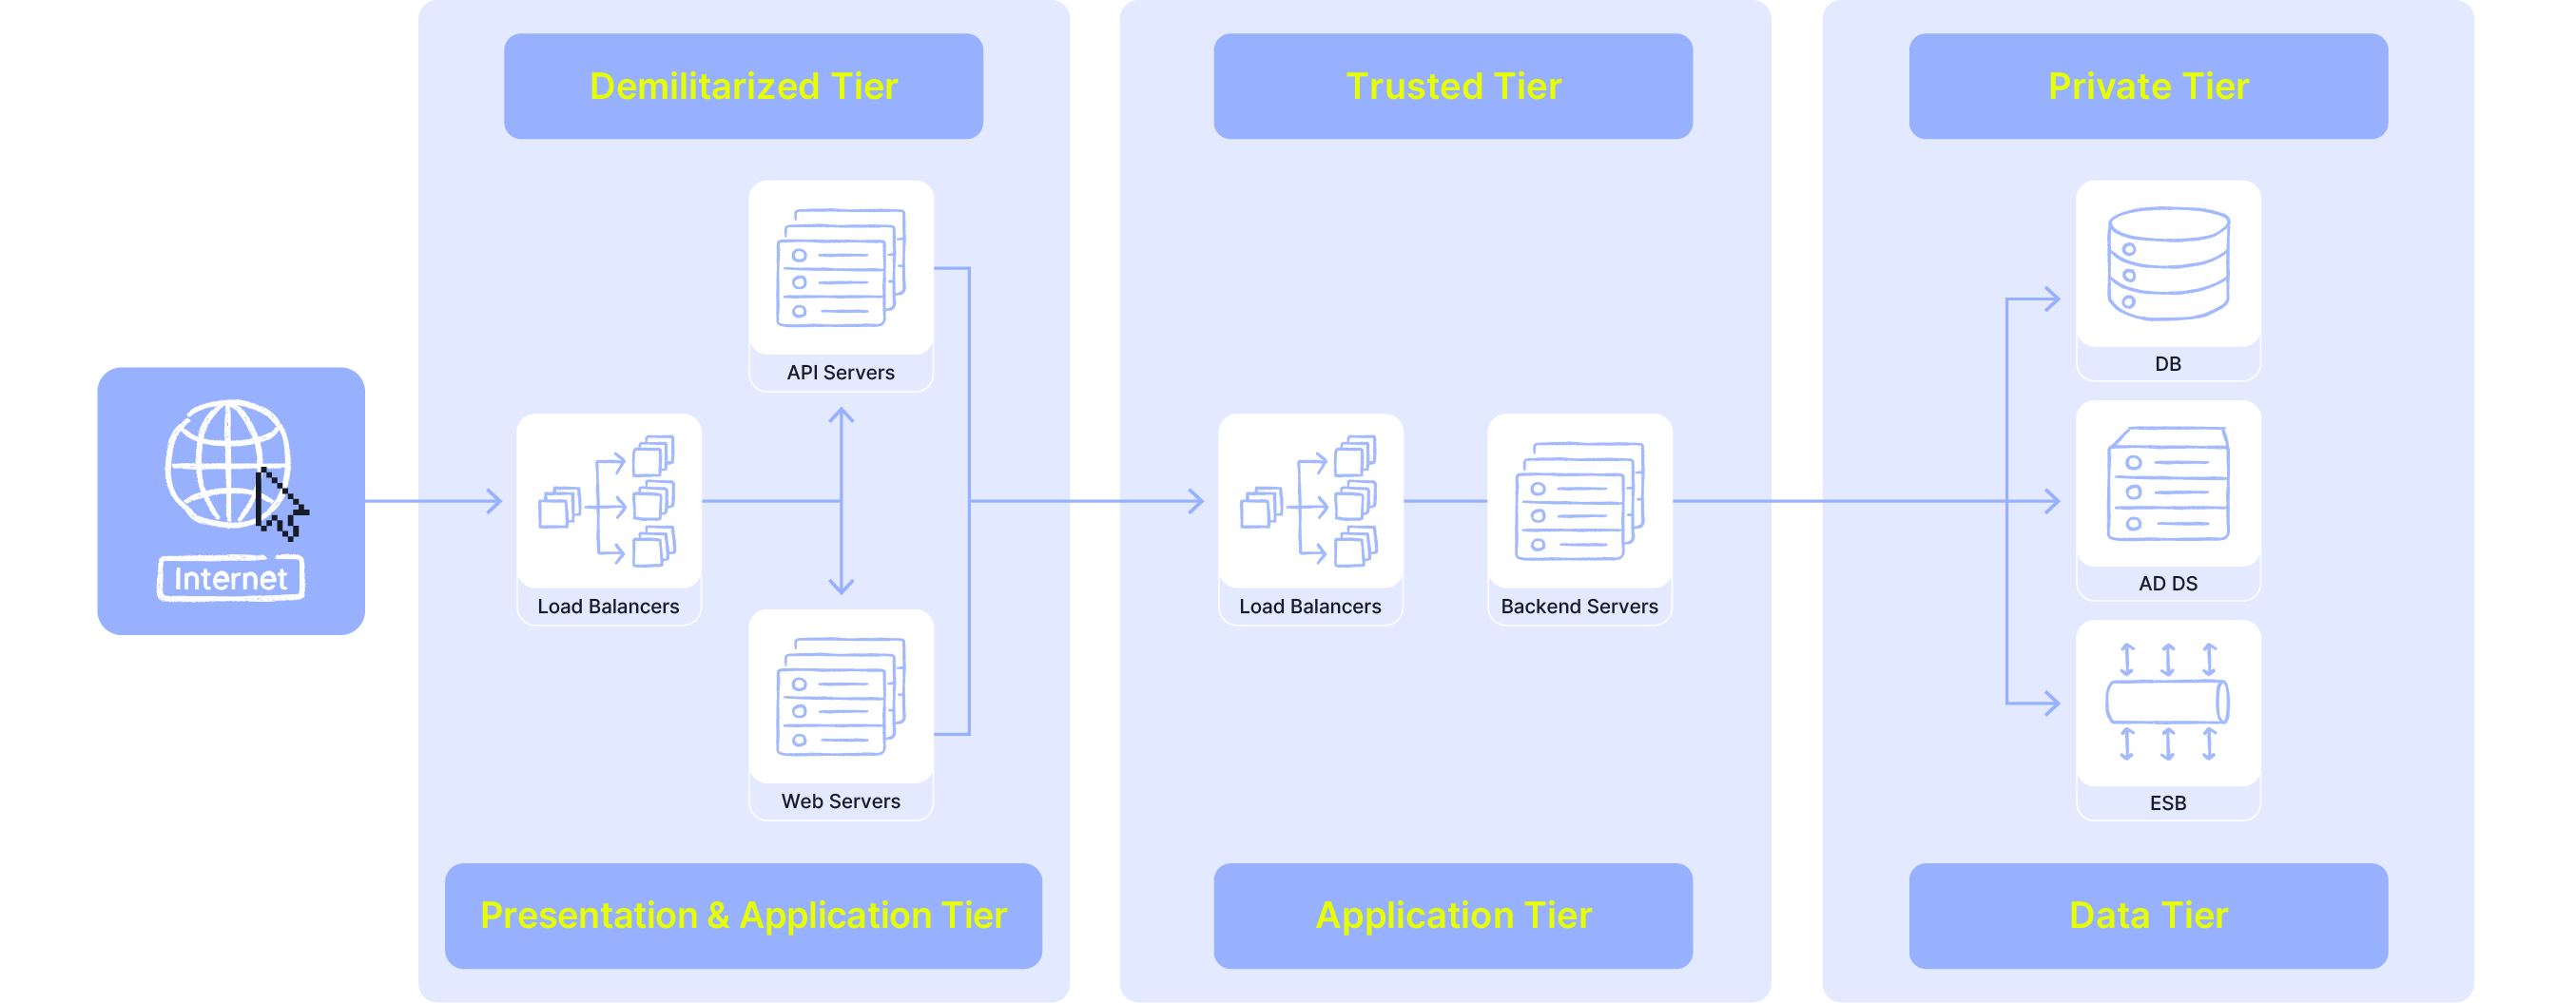 Demilitarized Tier
Trusted Tier
Private Tier
API Servers
DB
Internet
Load Balancers
Load Balancers
Backend Servers
AD DS
Web Servers
ESB
Presentation & Application Tier
Application Tier
Data Tier